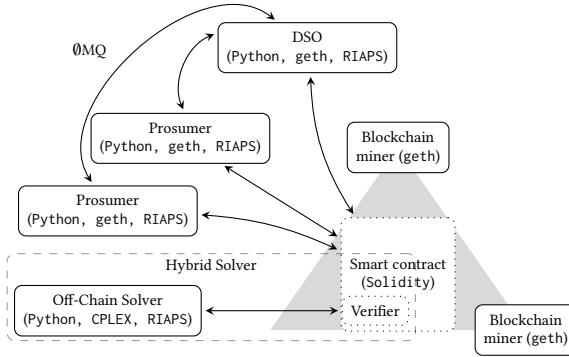 ∅MQ
DSO
(Python, geth, RIAPS)
Prosumer
(Python, geth, RIAPS)
Blockchain
miner (geth)
Prosumer
(Python, geth, RIAPS)
Hybrid Solver
Smart contract
(Solidity)
Off-Chain Solver
(Python, CPLEX, RIAPS)
Verifier
Blockchain
miner (geth)